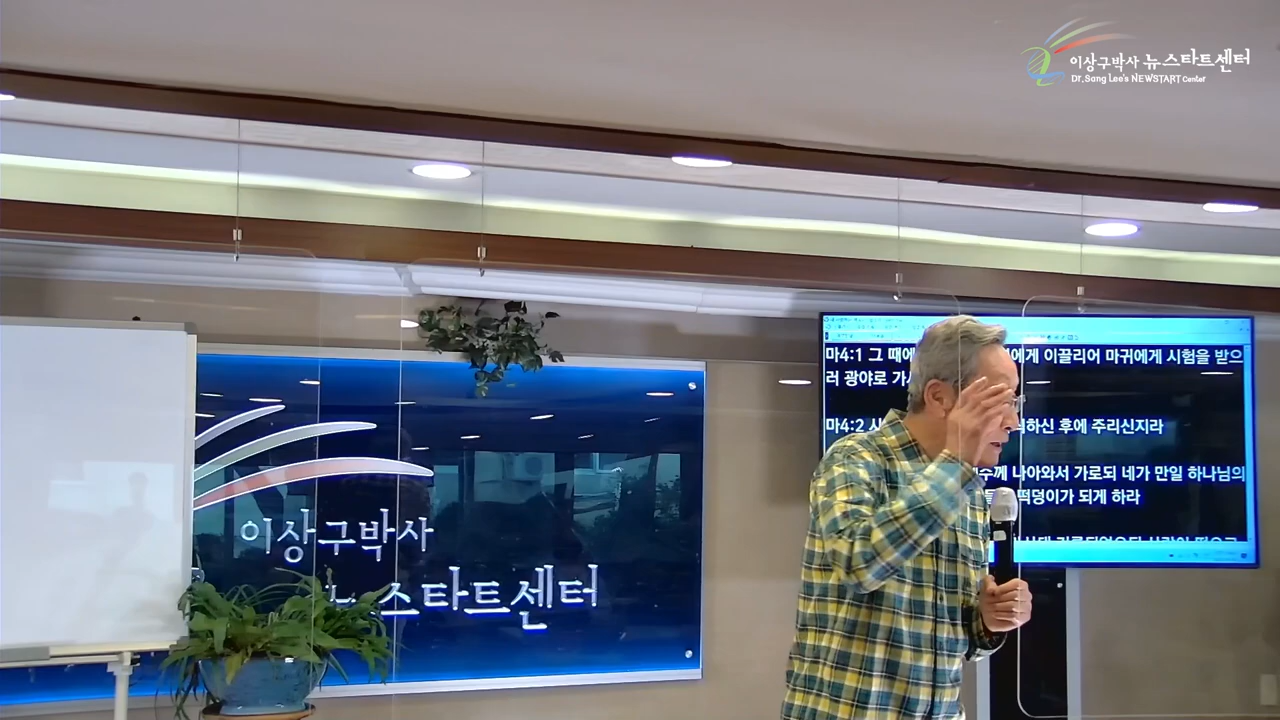 이상구박사 뉴스타트센터
Dr. Sang Lee's NEWSTART Center
마4:1 그 때에 에게 이끌리어 마귀에게 시험을 받으
러 광야로 가
마4:2 하신 후에 주리신지라
나아와서 가로되 네가 만일 하나님의
떡덩이가 되게 하라
이상구박사
스타트센터